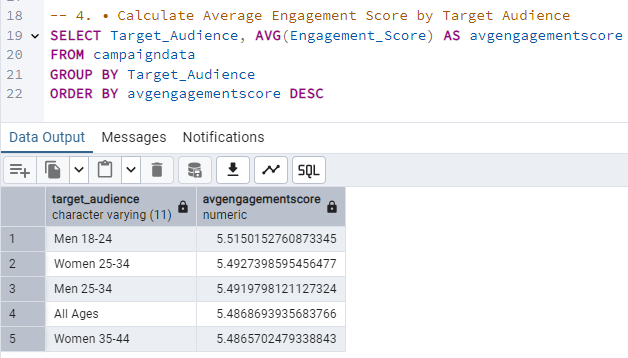 18 -- 4. • Calculate Average Engagement Score by Target Audience
19 SELECT Target_Audience, AVG(Engagement_Score) AS avgengagementscore
20 FROM campaigndata
21 GROUP BY Target_Audience
22 ORDER BY avgengagementscore DESC
Data Output Messages Notifications
SQL
target_audience avgengagementscore
character varying (11) numeric
1 Men 18-24 5.5150152760873345
2 Women 25-34 5.4927398595456477
3 Men 25-34 5.4919798121127324
4 All Ages 5.4868693935683766
5 Women 35-44 5.4865702479338843